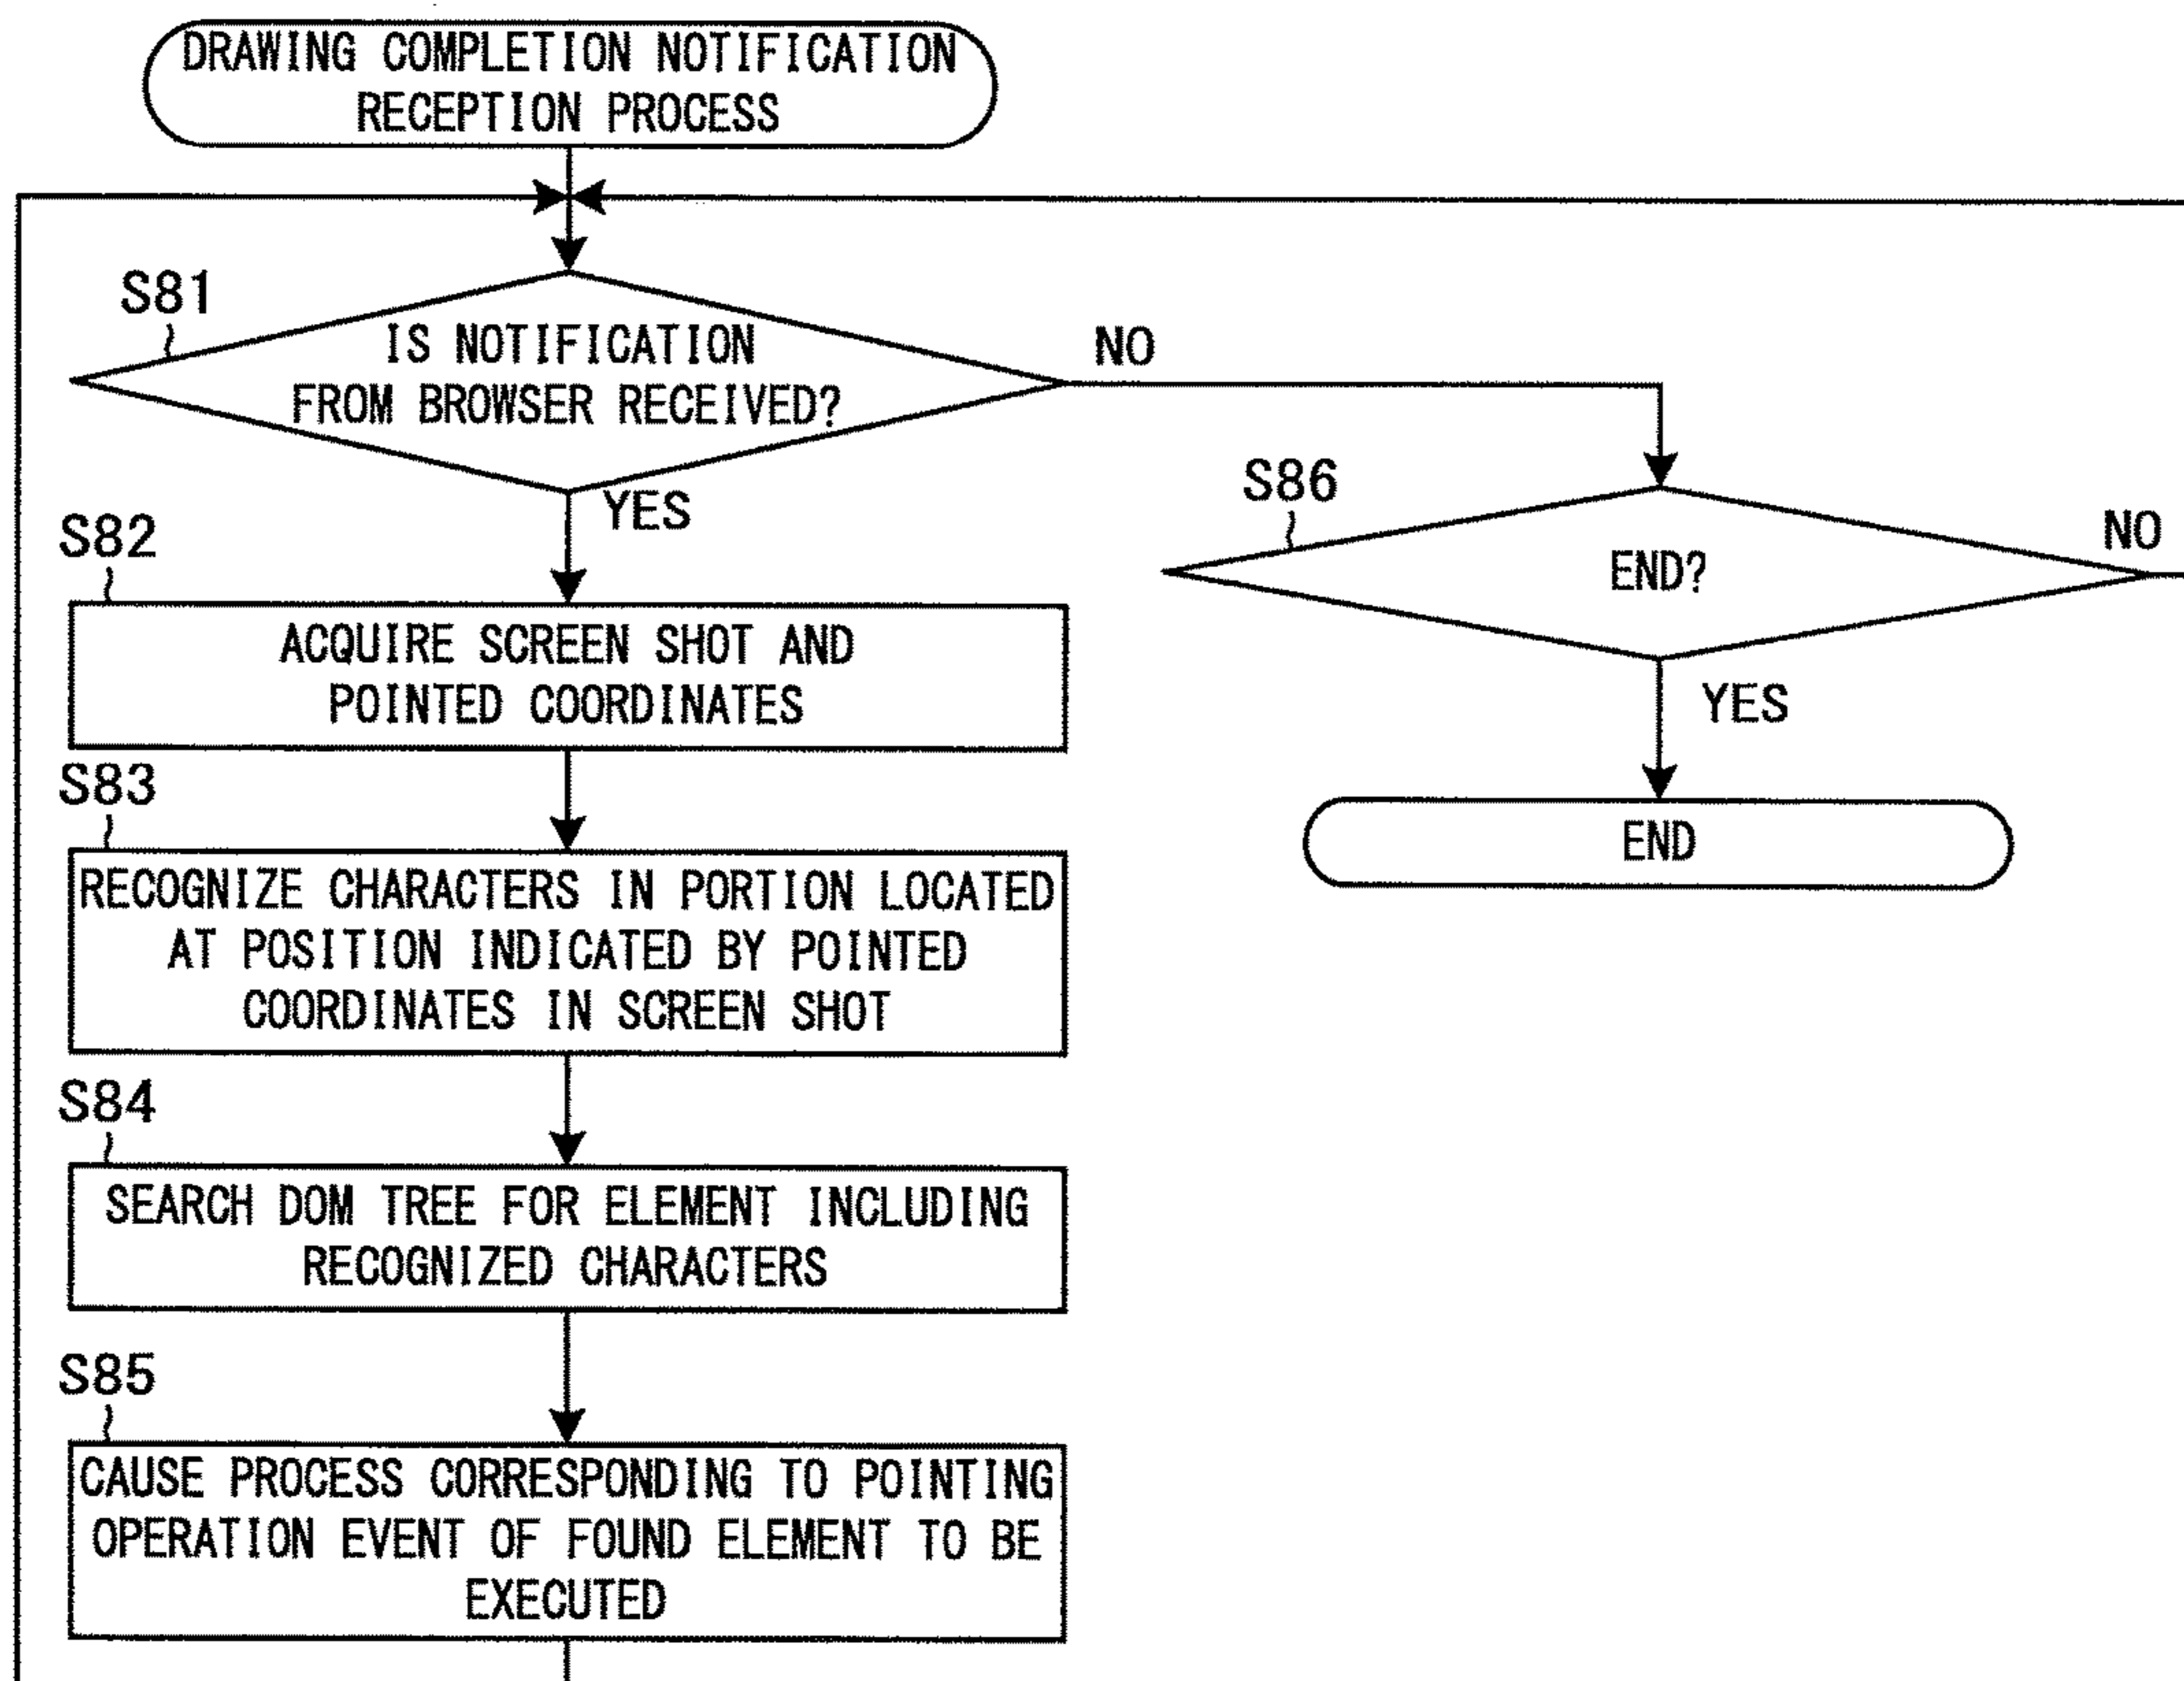 DRAWING COMPLETION NOTIFICATION
RECEPTION PROCESS
S81
IS NOTIFICATION
FROM BROWSER RECEIVED?
NO
YES
S82
ACQUIRE SCREEN SHOT AND
POINTED COORDINATES
S83
RECOGNIZE CHARACTERS IN PORTION LOCATED
AT POSITION INDICATED BY POINTED
COORDINATES IN SCREEN SHOT
S84
SEARCH DOM TREE FOR ELEMENT INCLUDING
RECOGNIZED CHARACTERS
S85
CAUSE PROCESS CORRESPONDING TO POINTING
OPERATION EVENT OF FOUND ELEMENT TO BE
EXECUTED
S86
END?
NO
YES
END